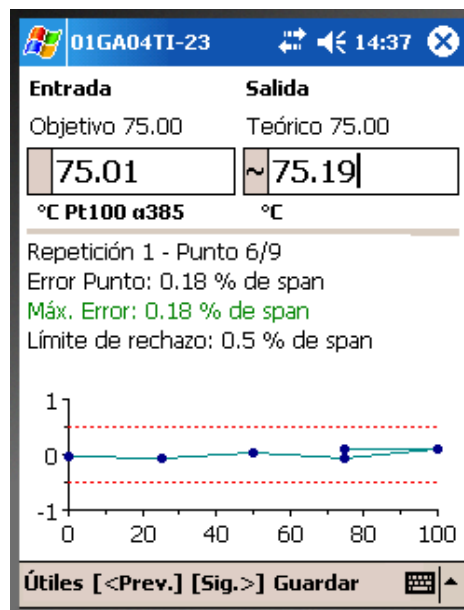 01GA04TI-23 14:37
Entrada Salida
Objetivo 75.00 Teórico 75.00
75.01 ~ 75.19
°C Pt100 α385 °C
Repetición 1 - Punto 6/9
Error Punto: 0.18 % de span
Máx. Error: 0.18 % de span
Límite de rechazo: 0.5 % de span
1
0
-1
0 20 40 60 80 100
Útiles [<Prev.] [Sig.>] Guardar